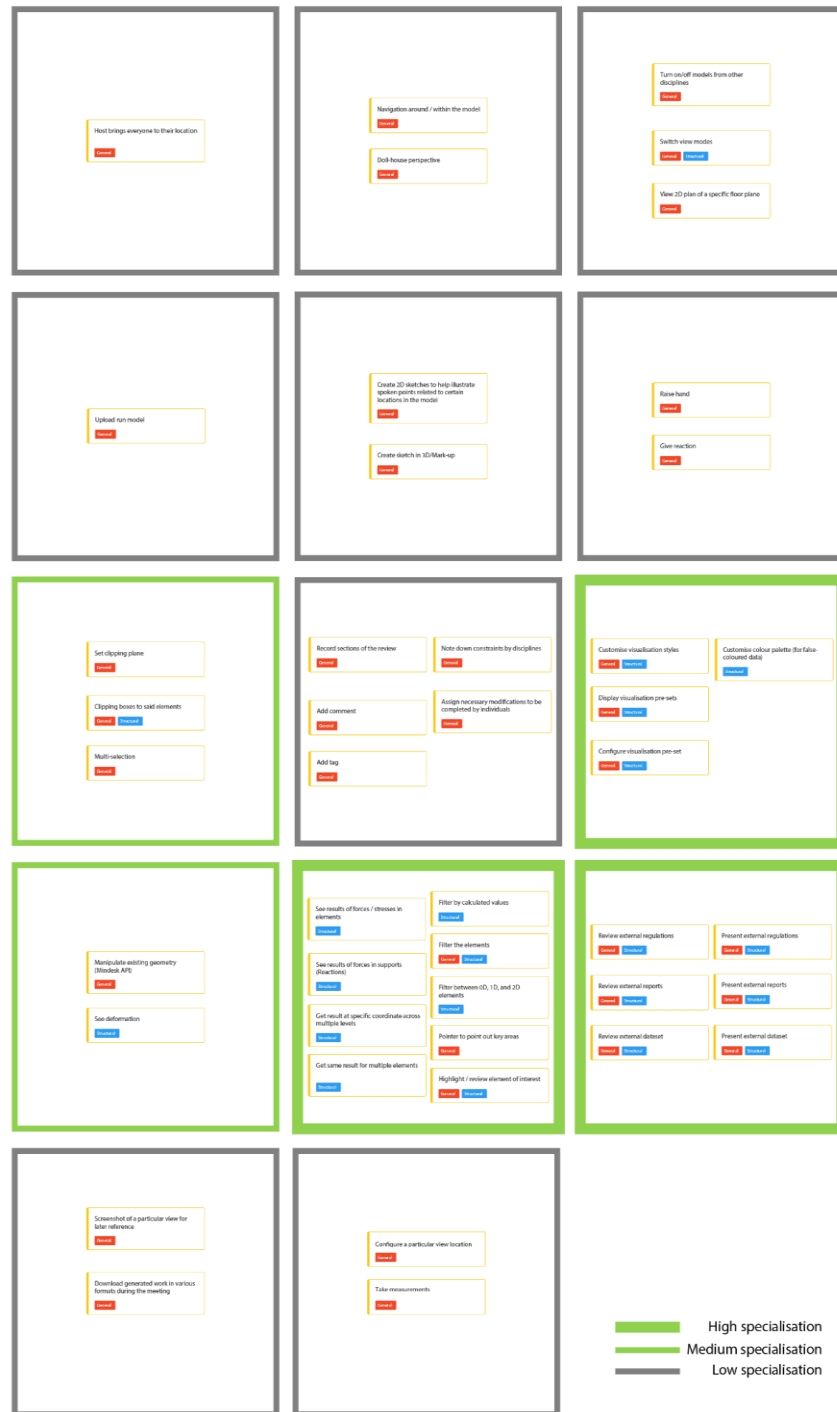 Host brings everyone to their location
General
Navigation around / within the model
General
Doll-house perspective
General
Turn on/off models from other
disciplines
General
Switch view modes
General Structural
View 2D plan of a specific floor plane
General
Upload run model
General
Create 2D sketches to help illustrate
spoken points related to certain
locations in the model
General
Create sketch in 3D/Mark-up
General
Raise hand
General
Give reaction
General
Set clipping plane
General
Clipping boxes to said elements
General Structural
Multi-selection
General
Record sections of the review
General
Add comment
General
Add tag
General
Note down constraints by disciplines
General
Assign necessary modifications to be
completed by individuals
General
Customise visualisation styles
General Structural
Display visualisation pre-sets
General Structural
Configure visualisation pre-set
General Structural
Customise colour palette (for false-
coloured data)
Structural
Manipulate existing geometry
(Mindesk API)
General
See deformation
Structural
See results of forces / stresses in
elements
Structural
See results of forces in supports
(Reactions)
Structural
Get result at specific coordinate across
multiple levels
Structural
Get same result for multiple elements
Structural
Filter by calculated values
Structural
Filter the elements
General Structural
Filter between 0D, 1D, and 2D
elements
Structural
Pointer to point out key areas
General
Highlight / review element of interest
General Structural
Review external regulations
General Structural
Review external reports
General Structural
Review external dataset
General Structural
Present external regulations
General Structural
Present external reports
General Structural
Present external dataset
General Structural
Screenshot of a particular view for
later reference
General
Download generated work in various
formats during the meeting
General
Configure a particular view location
General
Take measurements
General
High specialisation
Medium specialisation
Low specialisation